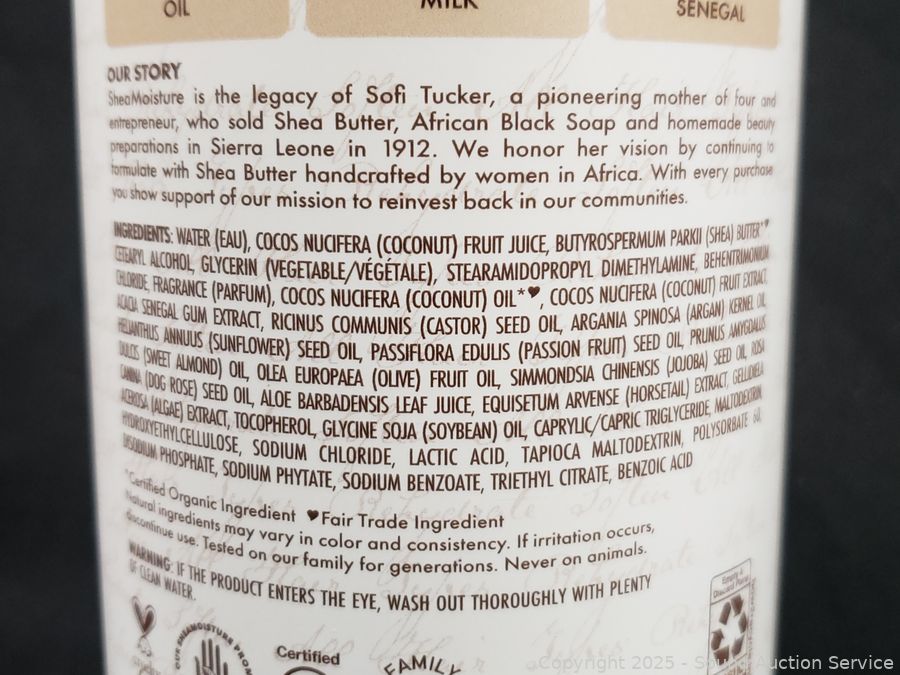 OIL
MILK
SENEGAL
OUR STORY
SheaMoisture is the legacy of Sofi Tucker, a pioneering mother of four and
entrepreneur, who sold Shea Butter, African Black Soap and homemade beauty
preparations in Sierra Leone in 1912. We honor her vision by continuing to
formulate with Shea Butter handcrafted by women in Africa. With every purchase
you show support of our mission to reinvest back in our communities.
INGREDIENTS: WATER (EAU), COCOS NUCIFERA (COCONUT) FRUIT JUICE, BUTYROSPERMUM PARKII (SHEA) BUTTER*♥
CETEARYL ALCOHOL, GLYCERIN (VEGETABLE/VÉGÉTALE), STEARAMIDOPROPYL DIMETHYLAMINE, BEHENTRIMONIUM
CHLORIDE, FRAGRANCE (PARFUM), COCOS NUCIFERA (COCONUT) OIL*♥, COCOS NUCIFERA (COCONUT) FRUIT EXTRACT,
ACACIA SENEGAL GUM EXTRACT, RICINUS COMMUNIS (CASTOR) SEED OIL, ARGANIA SPINOSA (ARGAN) KERNEL OIL,
HELIANTHUS ANNUUS (SUNFLOWER) SEED OIL, PASSIFLORA EDULIS (PASSION FRUIT) SEED OIL, PRUNUS AMYGDALUS
DULCIS (SWEET ALMOND) OIL, OLEA EUROPAEA (OLIVE) FRUIT OIL, SIMMONDSIA CHINENSIS (JOJOBA) SEED OIL, ROSA
CANINA (DOG ROSE) SEED OIL, ALOE BARBADENSIS LEAF JUICE, EQUISETUM ARVENSE (HORSETAIL) EXTRACT, GELLIDIELA
ACEROSA (ALGAE) EXTRACT, TOCOPHEROL, GLYCINE SOJA (SOYBEAN) OIL, CAPRYLIC/CAPRIC TRIGLYCERIDE, MALTODEXTRIN,
HYDROXYETHYLCELLULOSE, SODIUM CHLORIDE, LACTIC ACID, TAPIOCA MALTODEXTRIN, POLYSORBATE 60,
DISODIUM PHOSPHATE, SODIUM PHYTATE, SODIUM BENZOATE, TRIETHYL CITRATE, BENZOIC ACID
*Certified Organic Ingredient ♥Fair Trade Ingredient
Natural ingredients may vary in color and consistency. If irritation occurs,
discontinue use. Tested on our family for generations. Never on animals.
WARNING: IF THE PRODUCT ENTERS THE EYE, WASH OUT THOROUGHLY WITH PLENTY
OF CLEAN WATER.
Empty &
OUR SHEAMOISTURE PROM
Certified
FAMILY
Copyright 2025 - Sound Auction Service